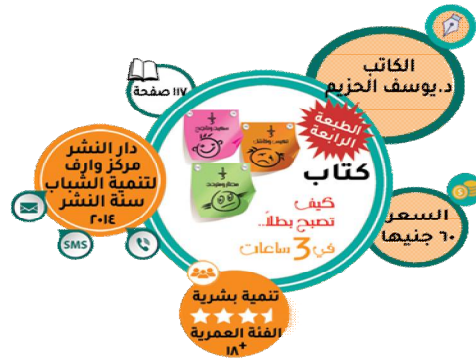 الكاتب
د.يوسف الحزيم
١١٧ صفحة
الطبعة
الرابعة
كتاب
كيف
تصبح بطلاً..
في 3 ساعات
دار النشر
مركز وارف
لتنمية الشباب
سنة النشر
٢٠١٤
SMS
السعر
٦٠ جنيها
تنمية بشرية
الفئة العمرية
+١٨